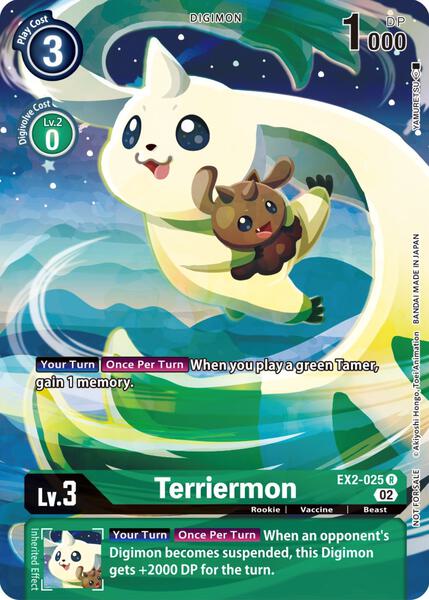 DIGIMON
Play Cost
3
DP
1000
Digivolve Cost
Lv.2
0
YAMURETSU
©Akiyoshi Hongo, Toei Animation BANDAI MADE IN JAPAN
NOT FOR SALE
Your Turn Once Per Turn When you play a green Tamer,
gain 1 memory.
Lv.3
Terriermon
EX2-025 R
02
Rookie | Vaccine | Beast
Inherited Effect
Your Turn Once Per Turn When an opponent's
Digimon becomes suspended, this Digimon
gets +2000 DP for the turn.